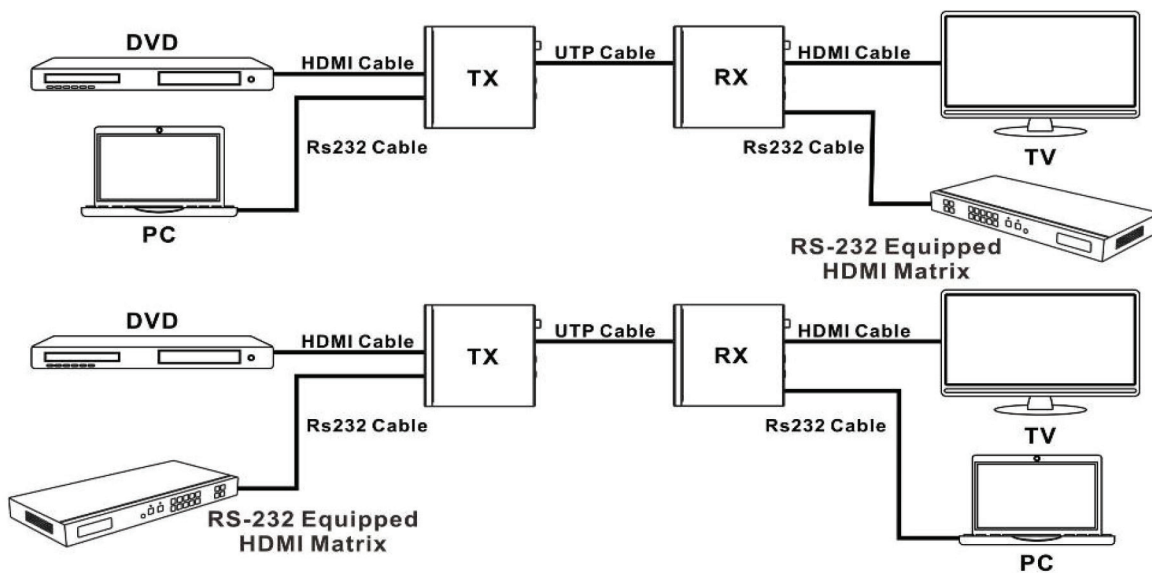 DVD
HDMI Cable
TX
UTP Cable
RX
HDMI Cable
Rs232 Cable
Rs232 Cable
TV
PC
RS-232 Equipped
HDMI Matrix
DVD
HDMI Cable
TX
UTP Cable
RX
HDMI Cable
Rs232 Cable
Rs232 Cable
TV
RS-232 Equipped
HDMI Matrix
PC